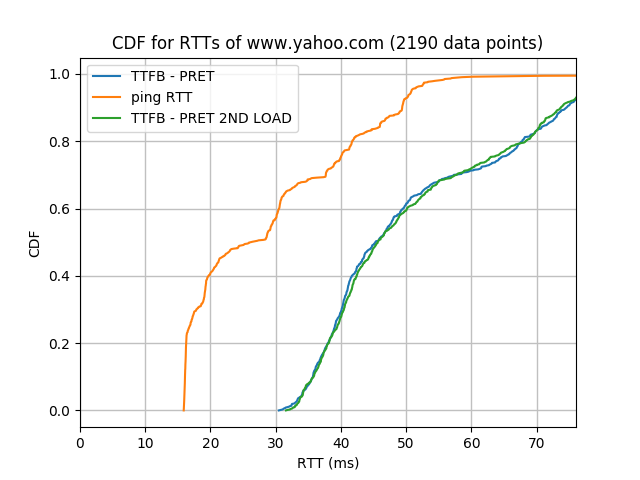 CDF for RTTs of www.yahoo.com (2190 data points)
TTFB - PRET
ping RTT
TTFB - PRET 2ND LOAD
1.0
0.8
0.6
0.4
0.2
0.0
CDF
0 10 20 30 40 50 60 70
RTT (ms)